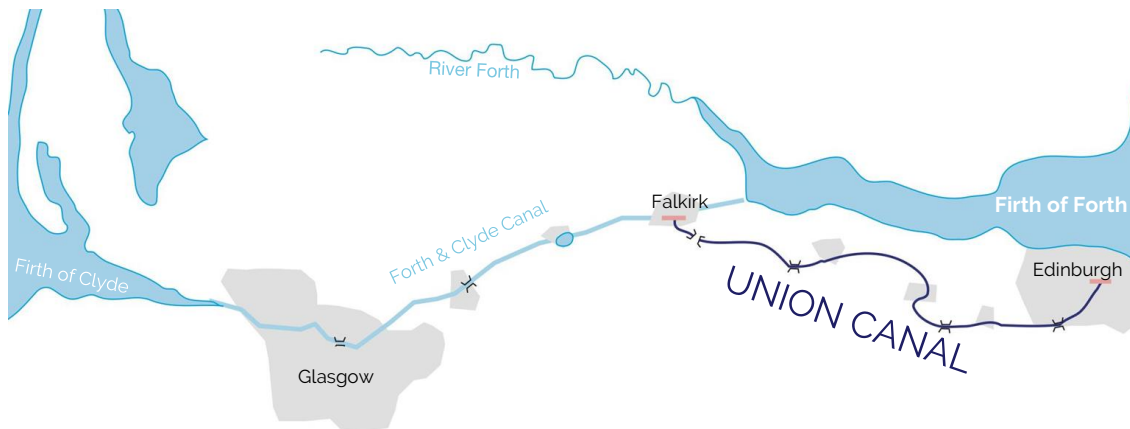 River Forth
Falkirk
Firth of Forth
Forth & Clyde Canal
Firth of Clyde
Edinburgh
UNION CANAL
Glasgow